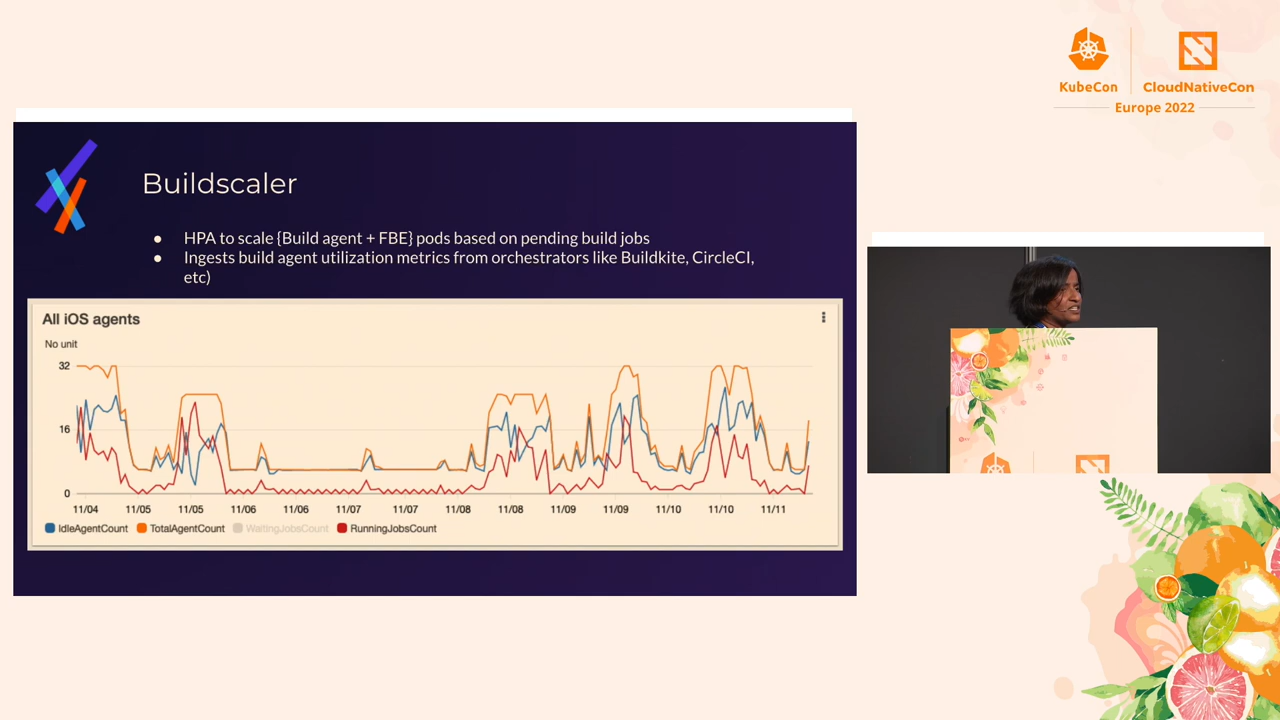 KubeCon
CloudNativeCon
Europe 2022
Buildscaler
● HPA to scale {Build agent + FBE} pods based on pending build jobs
● Ingests build agent utilization metrics from orchestrators like Buildkite, CircleCI,
etc)
All iOS agents
No unit
32
16
0
11/04 11/05 11/05 11/06 11/06 11/07 11/07 11/08 11/08 11/09 11/09 11/10 11/10 11/11
IdleAgentCount TotalAgentCount WaitingJobsCount RunningJobsCount